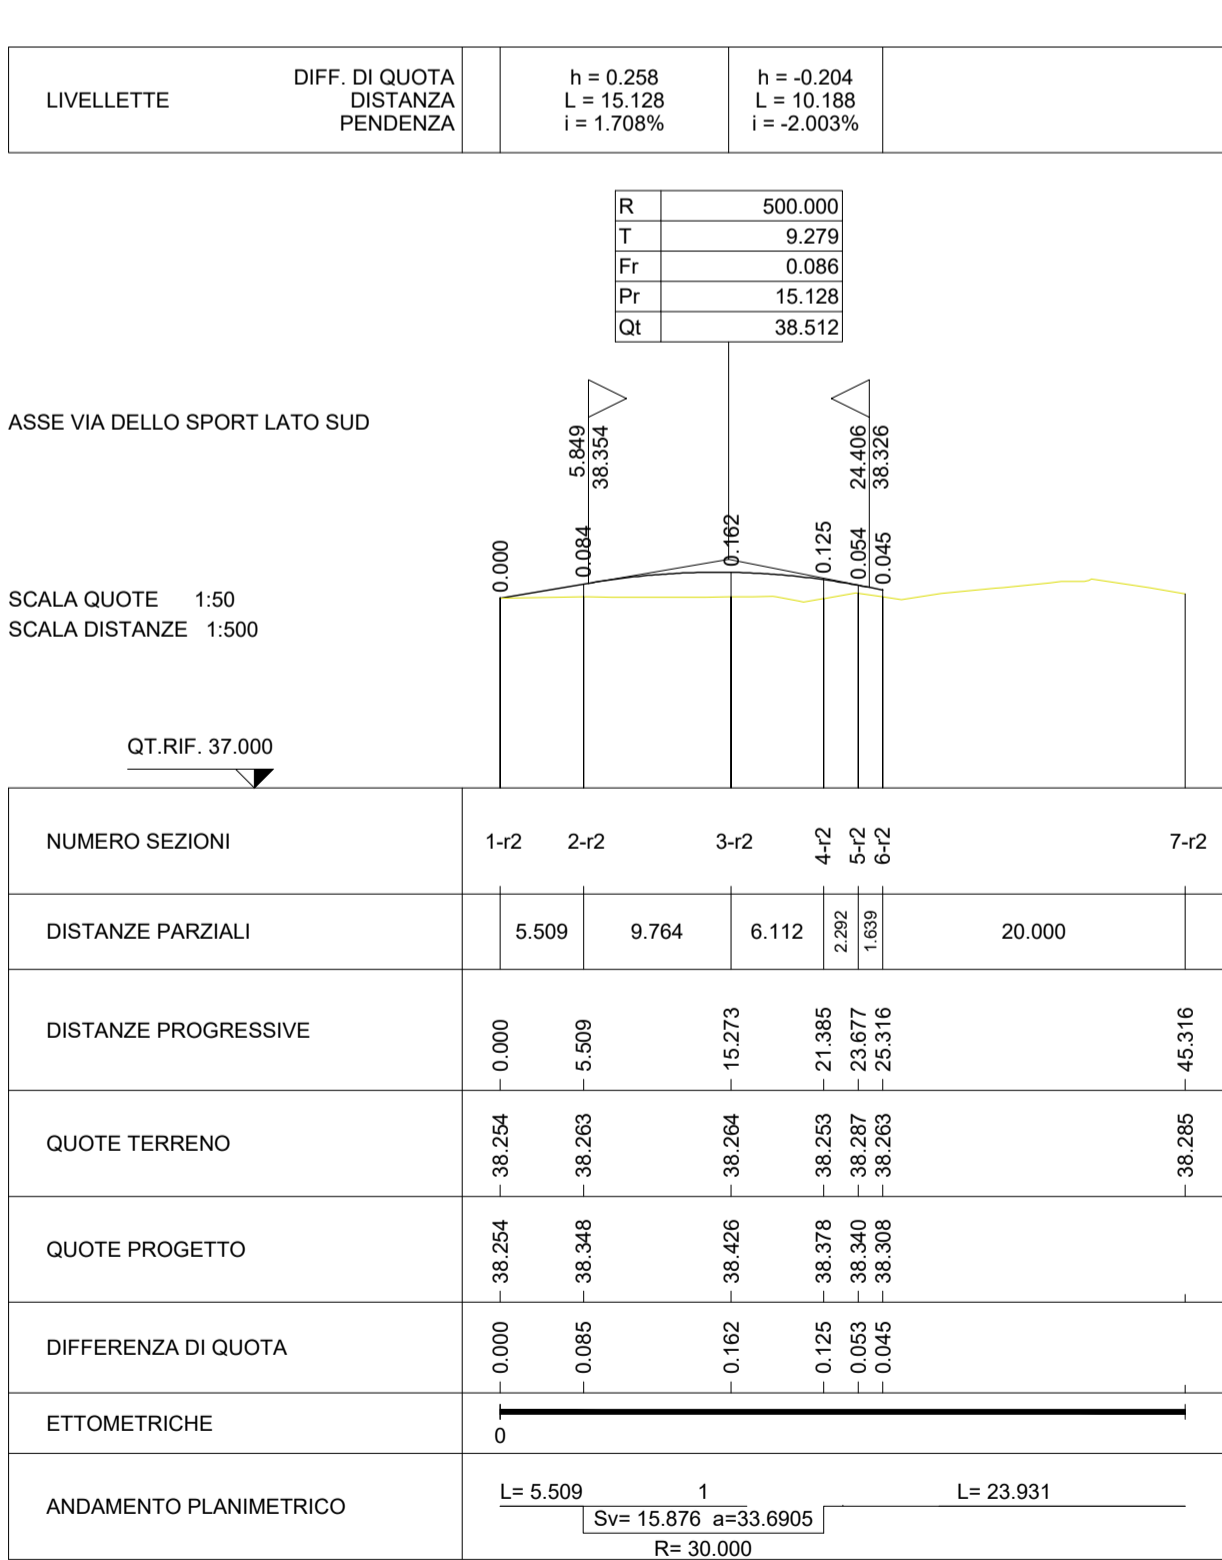 LIVELLETTE
DIFF. DI QUOTA
DISTANZA
PENDENZA
h = 0.258
L = 15.128
i = 1.708%
h = -0.204
L = 10.188
i = -2.003%
R 500.000
T 9.279
Fr 0.086
Pr 15.128
Qt 38.512
ASSE VIA DELLO SPORT LATO SUD
5.849
38.354
24.406
38.326
0.000
0.084
0.162
0.125
0.054
0.045
SCALA QUOTE 1:50
SCALA DISTANZE 1:500
QT.RIF. 37.000
NUMERO SEZIONI 1-r2 2-r2 3-r2 4-r2 5-r2 6-r2 7-r2
DISTANZE PARZIALI 5.509 9.764 6.112 2.292 1.639 20.000
DISTANZE PROGRESSIVE 0.000 5.509 15.273 21.385 23.677 25.316 45.316
QUOTE TERRENO 38.254 38.263 38.264 38.253 38.287 38.263 38.285
QUOTE PROGETTO 38.254 38.348 38.426 38.378 38.340 38.308
DIFFERENZA DI QUOTA 0.000 0.085 0.162 0.125 0.053 0.045
ETTOMETRICHE
0
ANDAMENTO PLANIMETRICO
L= 5.509 1 L= 23.931
Sv= 15.876 a=33.6905
R= 30.000